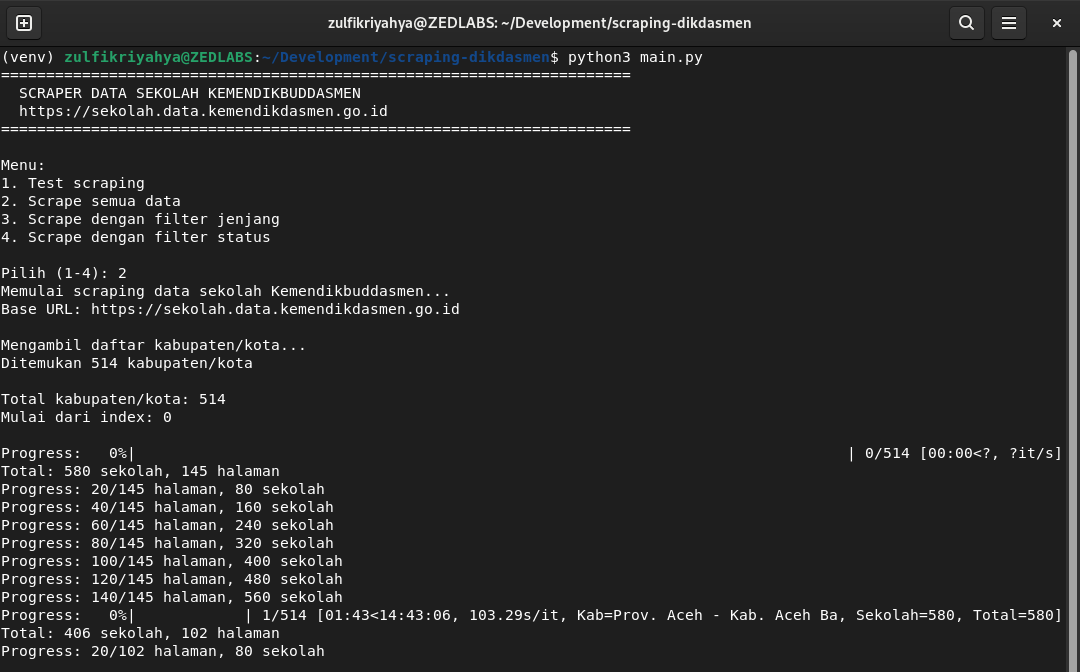 zulfikriyahya@ZEDLABS: ~/Development/scraping-dikdasmen
(venv) zulfikriyahya@ZEDLABS:~/Development/scraping-dikdasmen$ python3 main.py
======================================================================
  SCRAPER DATA SEKOLAH KEMENDIKBUDDASMEN
  https://sekolah.data.kemendikdasmen.go.id
======================================================================
Menu:
1. Test scraping
2. Scrape semua data
3. Scrape dengan filter jenjang
4. Scrape dengan filter status
Pilih (1-4): 2
Memulai scraping data sekolah Kemendikbuddasmen...
Base URL: https://sekolah.data.kemendikdasmen.go.id
Mengambil daftar kabupaten/kota...
Ditemukan 514 kabupaten/kota
Total kabupaten/kota: 514
Mulai dari index: 0
Progress:   0%|          | 0/514 [00:00<?, ?it/s]
Total: 580 sekolah, 145 halaman
Progress: 20/145 halaman, 80 sekolah
Progress: 40/145 halaman, 160 sekolah
Progress: 60/145 halaman, 240 sekolah
Progress: 80/145 halaman, 320 sekolah
Progress: 100/145 halaman, 400 sekolah
Progress: 120/145 halaman, 480 sekolah
Progress: 140/145 halaman, 560 sekolah
Progress:   0%|            | 1/514 [01:43<14:43:06, 103.29s/it, Kab=Prov. Aceh - Kab. Aceh Ba, Sekolah=580, Total=580]
Total: 406 sekolah, 102 halaman
Progress: 20/102 halaman, 80 sekolah